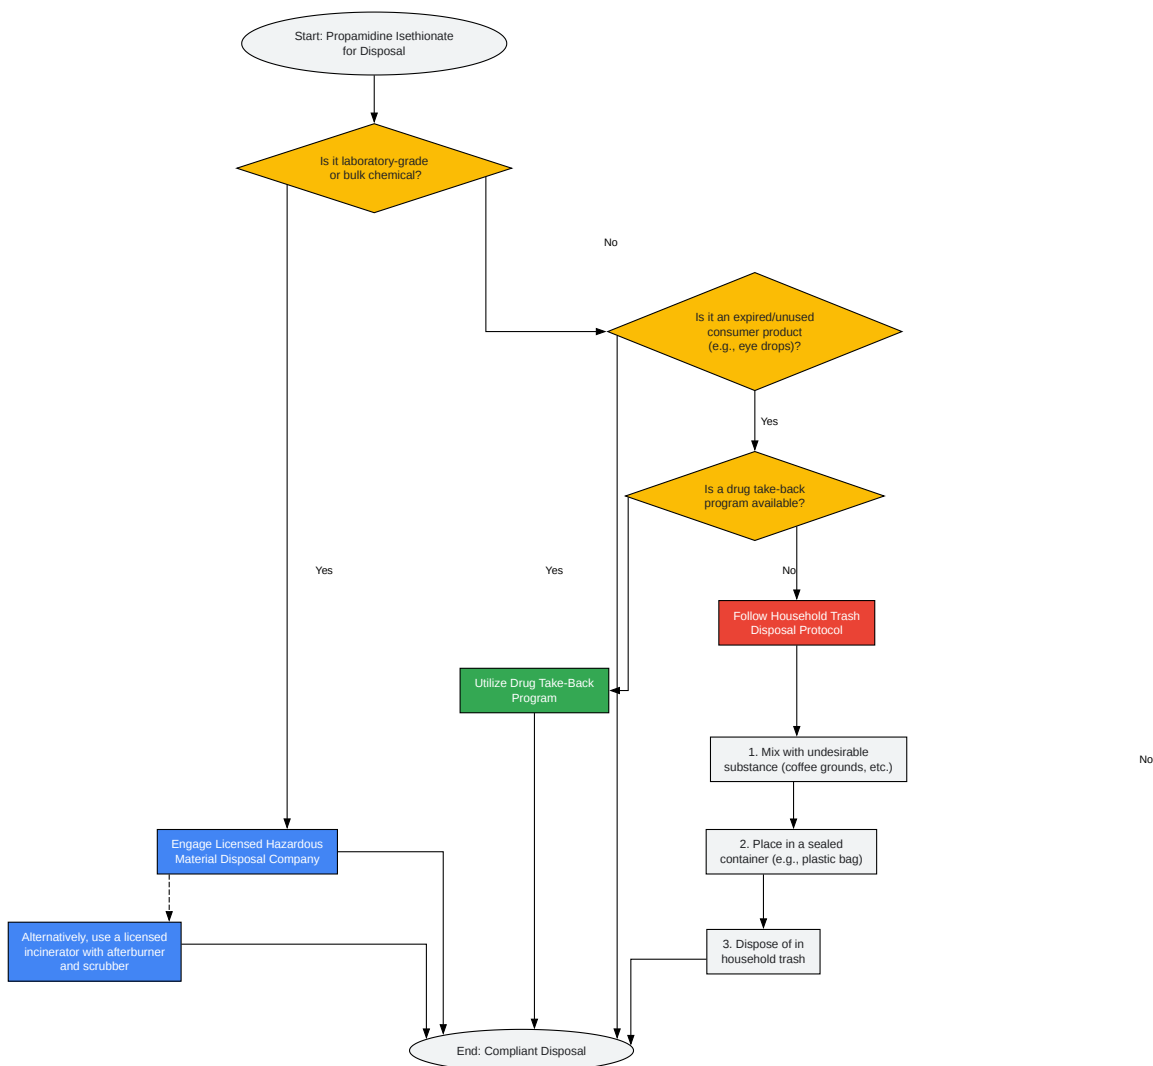 Start: Propamidine Isethionate
for Disposal
Is it laboratory-grade
or bulk chemical?
No
Is it an expired/unused
consumer product
(e.g., eye drops)?
Yes
Is a drug take-back
program available?
Yes
Yes
No
Follow Household Trash
Disposal Protocol
Utilize Drug Take-Back
Program
1. Mix with undesirable
substance (coffee grounds, etc.)
No
Engage Licensed Hazardous
Material Disposal Company
2. Place in a sealed
container (e.g., plastic bag)
Alternatively, use a licensed
incinerator with afterburner
and scrubber
3. Dispose of in
household trash
End: Compliant Disposal